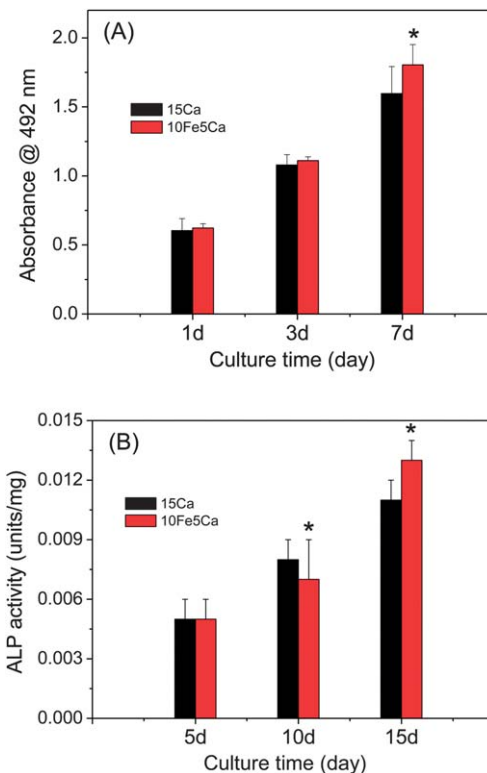 (A)
*
2.0
1.5
1.0
0.5
0.0
Absorbance @ 492 nm
15Ca
10Fe5Ca
1d 3d 7d
Culture time (day)
(B)
*
*
0.015
0.012
0.009
0.006
0.003
0.000
ALP activity (units/mg)
15Ca
10Fe5Ca
5d 10d 15d
Culture time (day)